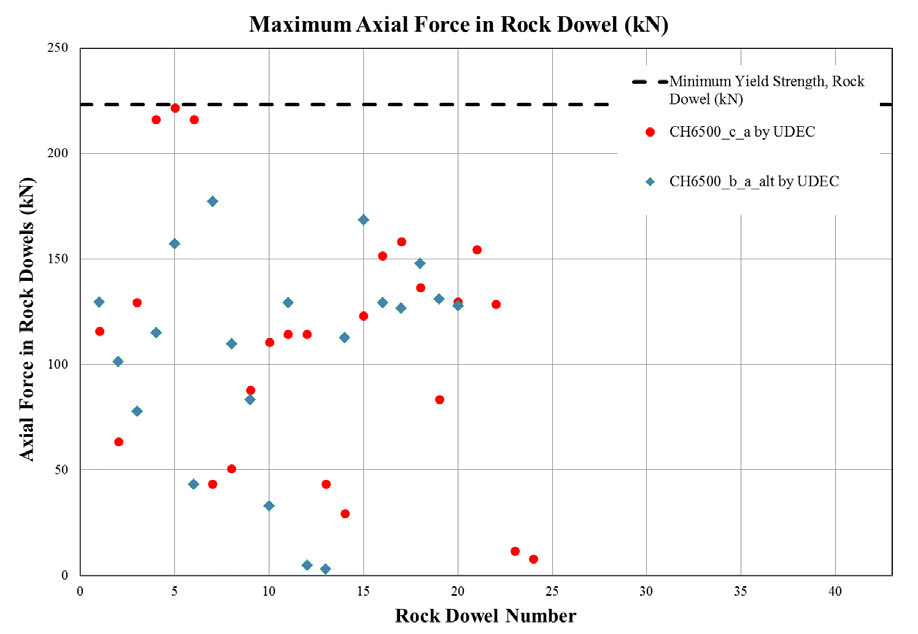 Maximum Axial Force in Rock Dowel (kN)
250
200
150
100
50
0
Axial Force in Rock Dowels (kN)
Minimum Yield Strength, Rock
Dowel (kN)
CH6500_c_a by UDEC
CH6500_b_a_alt by UDEC
0 5 10 15 20 25 30 35 40
Rock Dowel Number